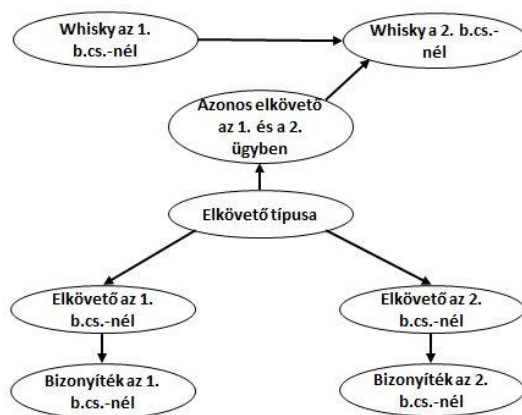 Whisky az 1.
b.cs.-nél
Whisky a 2. b.cs.-
nél
Azonos elkövető
az 1. és a 2.
ügyben
Elkövető típusa
Elkövető az 1.
b.cs.-nél
Elkövető az 2.
b.cs.-nél
Bizonyíték az 1.
b.cs.-nél
Bizonyíték az 2.
b.cs.-nél